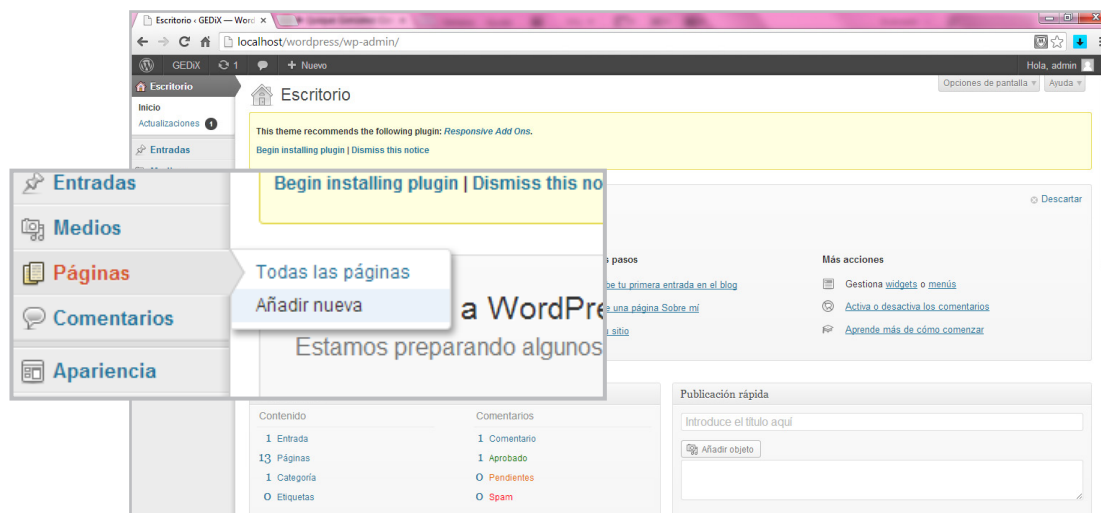 Escritorio ‹ GEDiX — Word
localhost/wordpress/wp-admin/
GEDiX 1 + Nuevo
Hola, admin
Escritorio
Inicio
Actualizaciones 1
Entradas
Escritorio
Opciones de pantalla Ayuda
This theme recommends the following plugin: Responsive Add Ons.
Begin installing plugin | Dismiss this notice
Entradas
Medios
Páginas
Comentarios
Apariencia
Begin installing plugin | Dismiss this no
Todas las páginas
Añadir nueva
a WordPre
Estamos preparando algunos
Descartar
pasos
be tu primera entrada en el blog
e una página Sobre mí
sitio
Más acciones
Gestiona widgets o menús
Activa o desactiva los comentarios
Aprende más de cómo comenzar
Contenido
1 Entrada
13 Páginas
1 Categoría
0 Etiquetas
Comentarios
1 Comentario
1 Aprobado
0 Pendientes
0 Spam
Publicación rápida
Introduce el título aquí
Añadir objeto